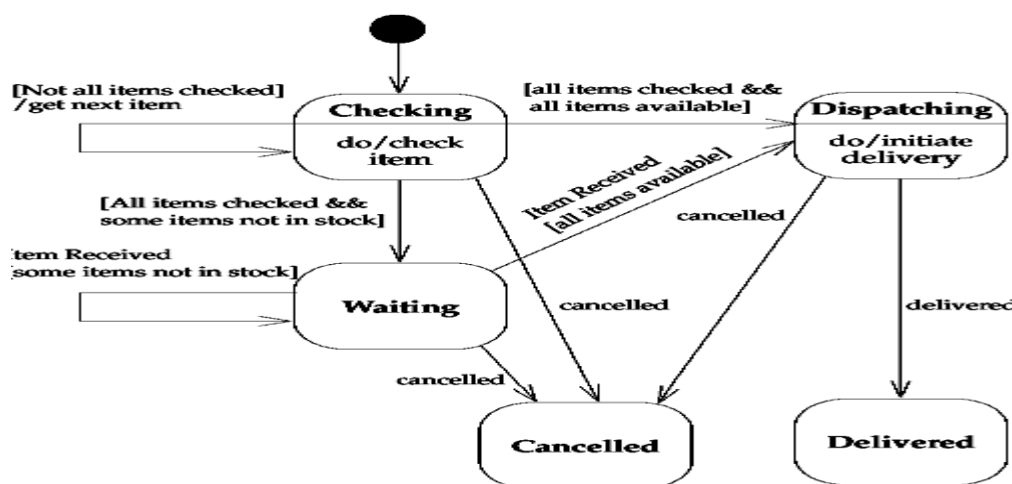 [Not all items checked]
/get next item
Checking
do/check
item
[all items checked &&
all items available]
Dispatching
do/initiate
delivery
Item Received
[all items available]
[All items checked &&
some items not in stock]
cancelled
Item Received
[some items not in stock]
Waiting
cancelled
delivered
cancelled
Cancelled
Delivered